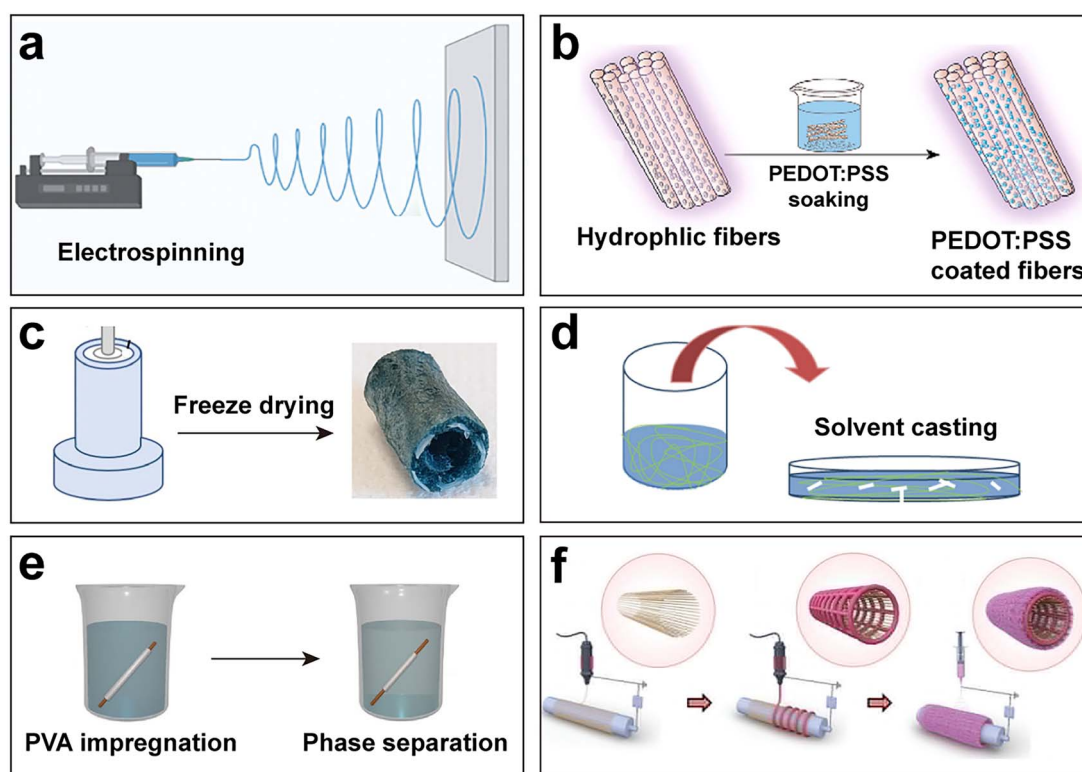 a
Electrospinning
b
PEDOT:PSS
soaking
Hydrophlic fibers
PEDOT:PSS
coated fibers
c
Freeze drying
d
Solvent casting
e
PVA impregnation
Phase separation
f